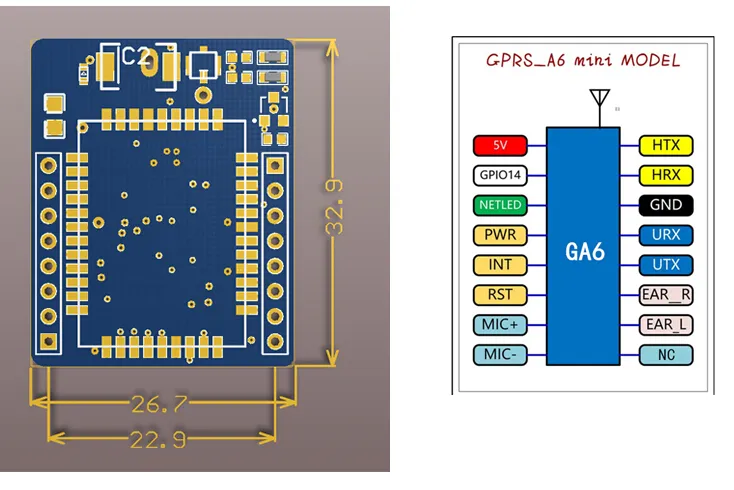 C2
32.9
26.7
22.9
GPRS_A6 mini MODEL
5V
GPIO14
NETLED
PWR
INT
RST
MIC+
MIC-
GA6
HTX
HRX
GND
URX
UTX
EAR_R
EAR_L
NC